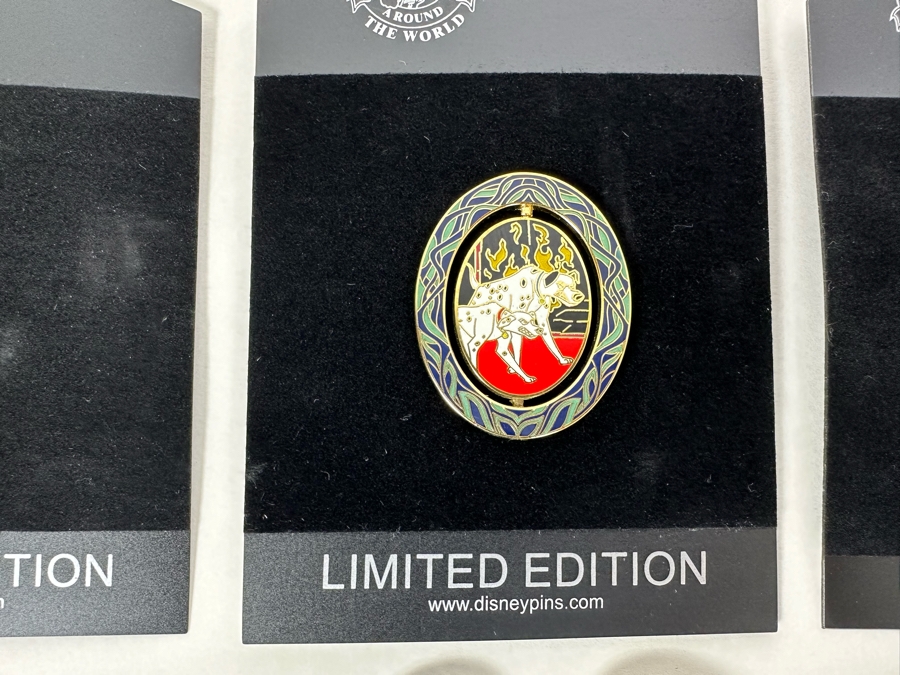 AROUND
THE WORLD
TION
LIMITED EDITION
www.disneypins.com